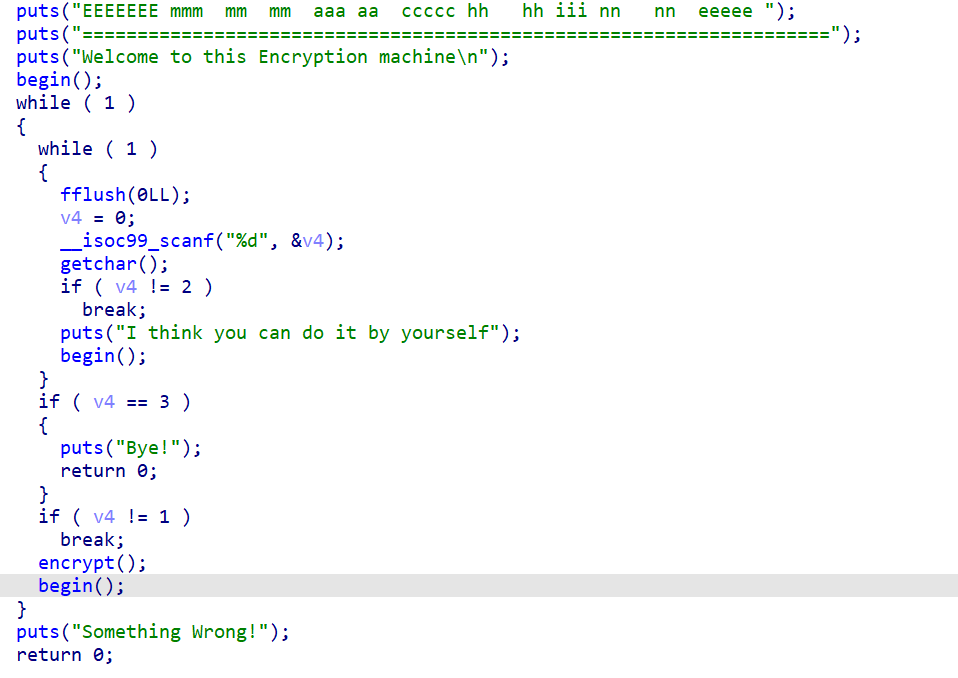 puts("EEEEEEE mmm  mm  mm  aaa aa  ccccc hh   hh iii nn   nn  eeeee ");
puts("====================================================================");
puts("Welcome to this Encryption machine\n");
begin();
while ( 1 )
{
  while ( 1 )
  {
    fflush(0LL);
    v4 = 0;
    __isoc99_scanf("%d", &v4);
    getchar();
    if ( v4 != 2 )
      break;
    puts("I think you can do it by yourself");
    begin();
  }
  if ( v4 == 3 )
  {
    puts("Bye!");
    return 0;
  }
  if ( v4 != 1 )
    break;
  encrypt();
  begin();
}
puts("Something Wrong!");
return 0;